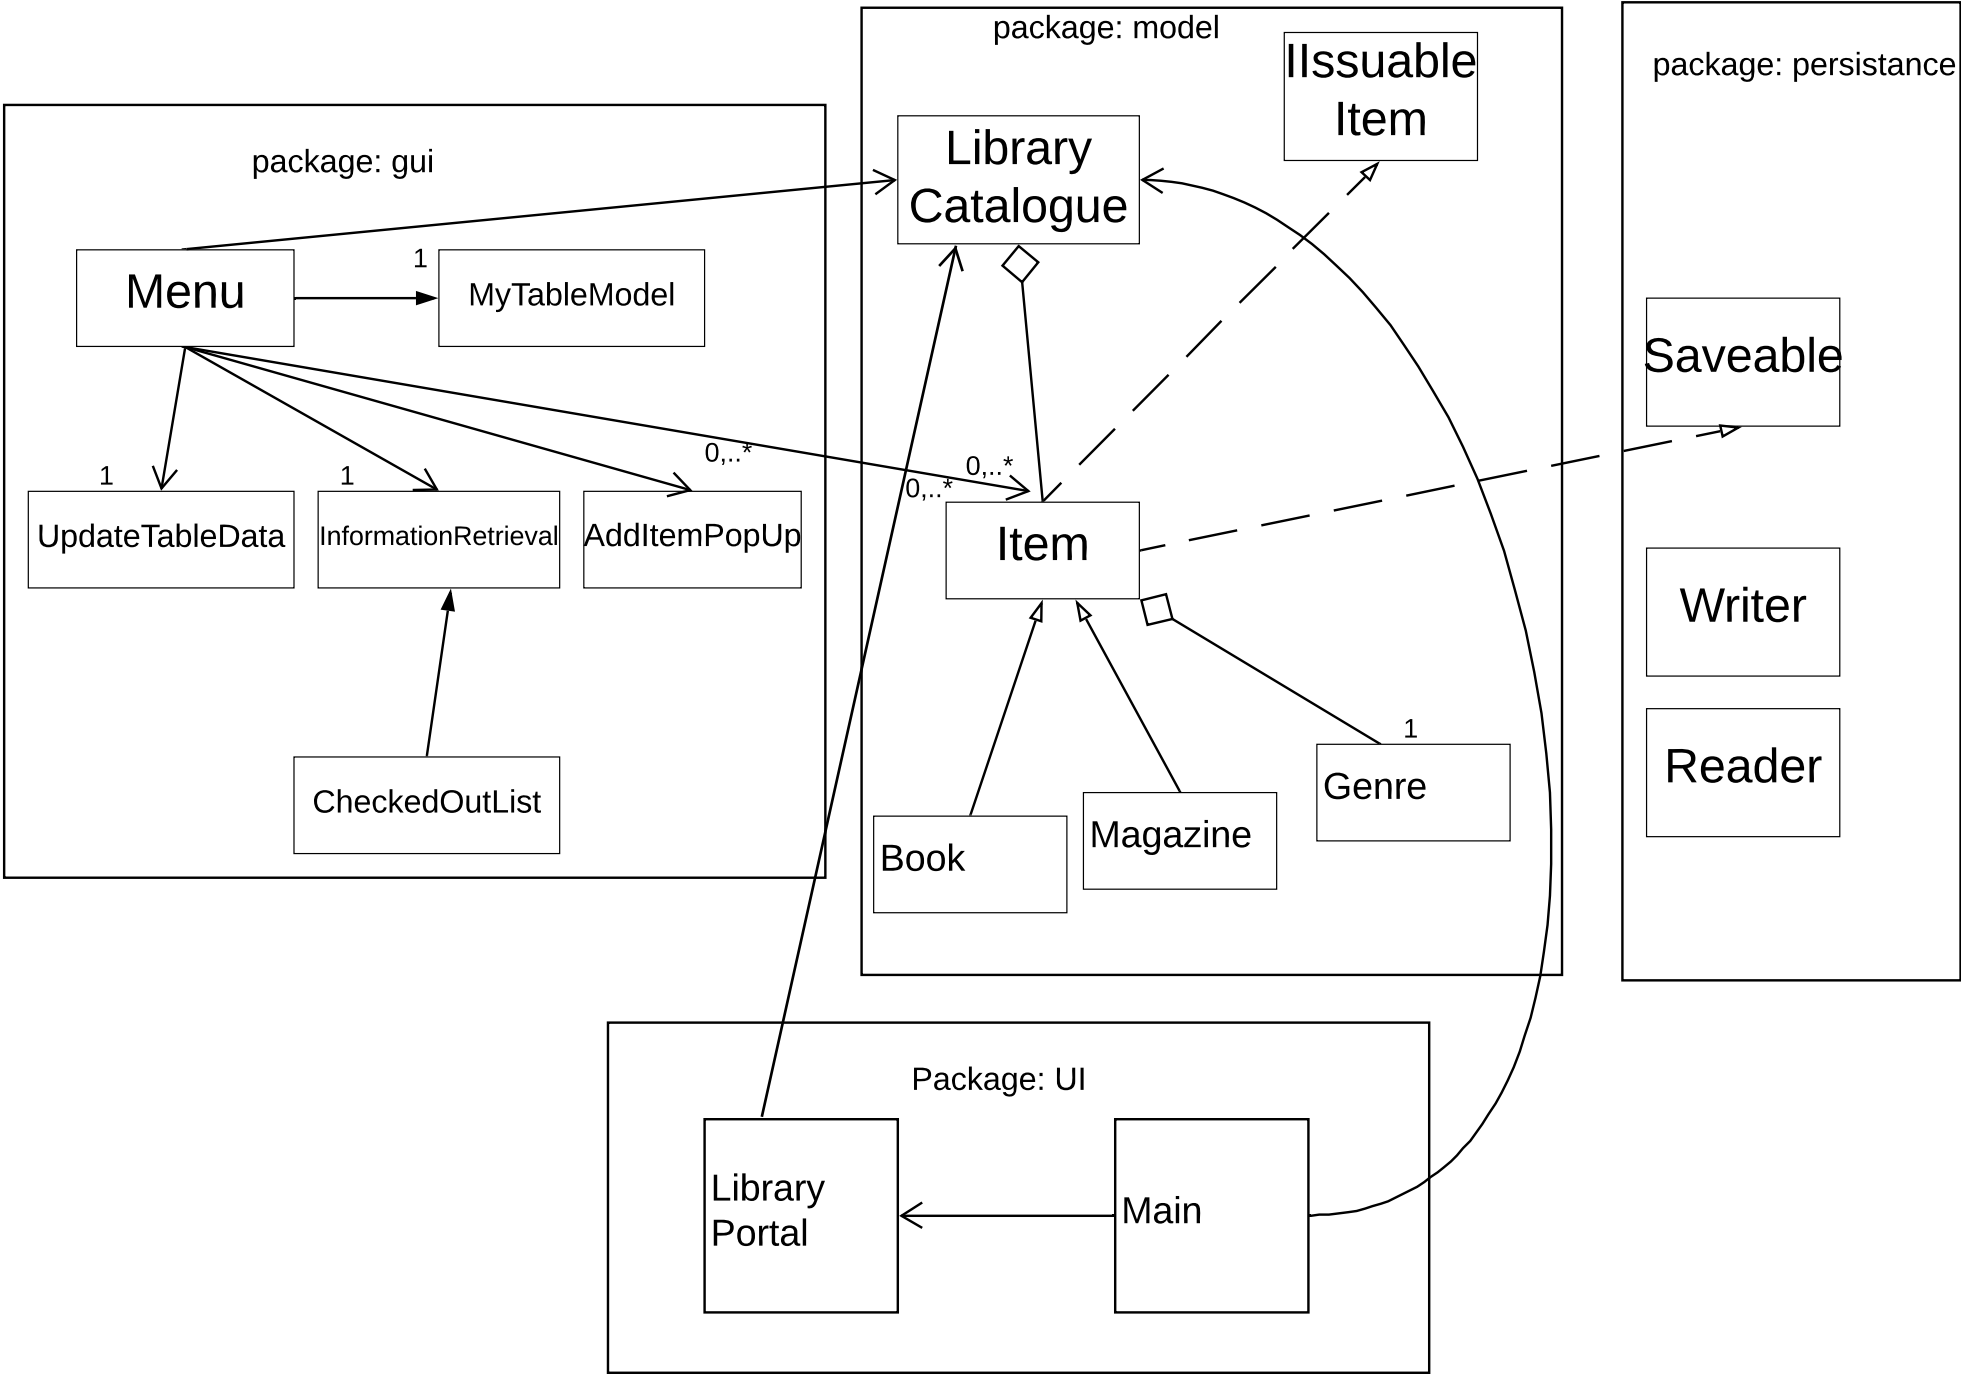 package: model
IIssuable
Item
package: persistance
Library
Catalogue
package: gui
Menu
1
MyTableModel
Saveable
0,..*
0,..*
0,..*
1
1
UpdateTableData
InformationRetrieval
AddItemPopUp
Item
Writer
1
Reader
Genre
CheckedOutList
Magazine
Book
Package: UI
Library
Portal
Main